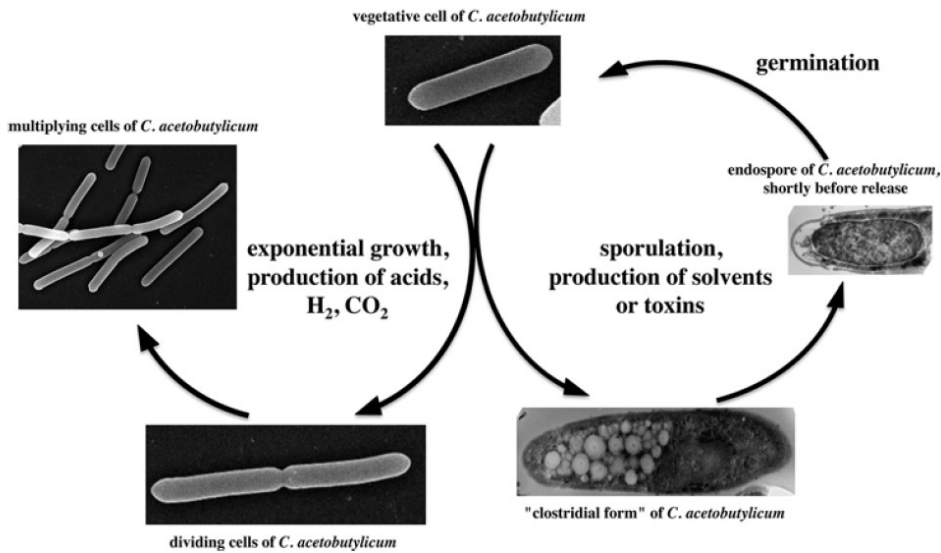 vegetative cell of C. acetobutylicum
germination
multiplying cells of C. acetobutylicum
endospore of C. acetobutylicum,
shortly before release
exponential growth,
production of acids,
H₂, CO₂
sporulation,
production of solvents
or toxins
"clostridial form" of C. acetobutylicum
dividing cells of C. acetobutylicum